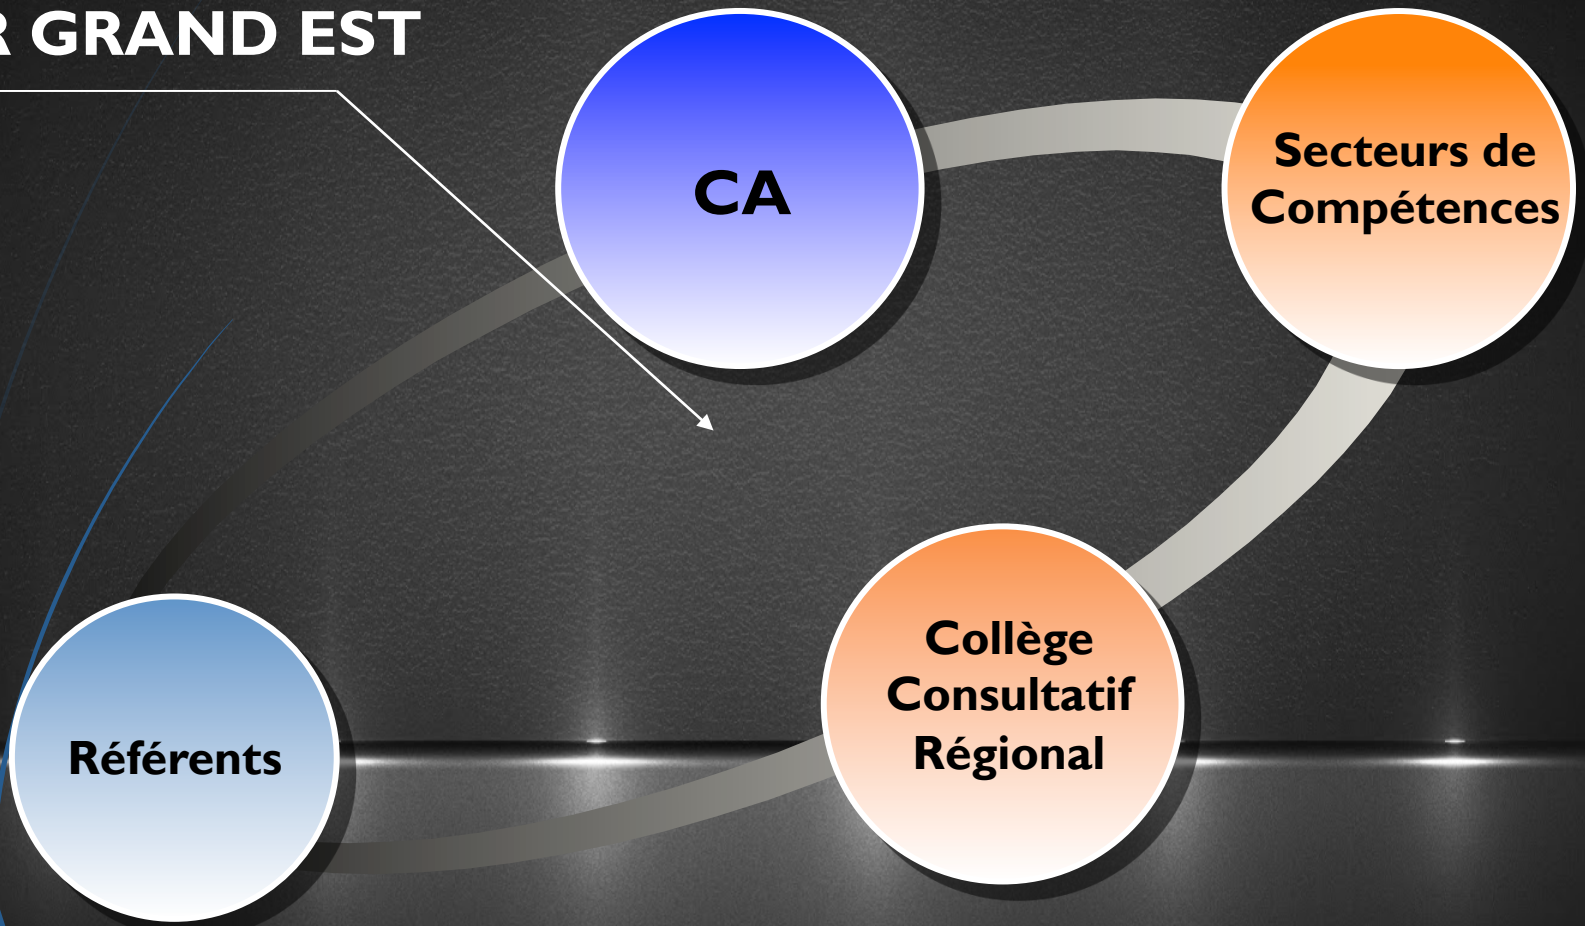 R GRAND EST
CA
Secteurs de
Compétences
Collège
Consultatif
Régional
Référents